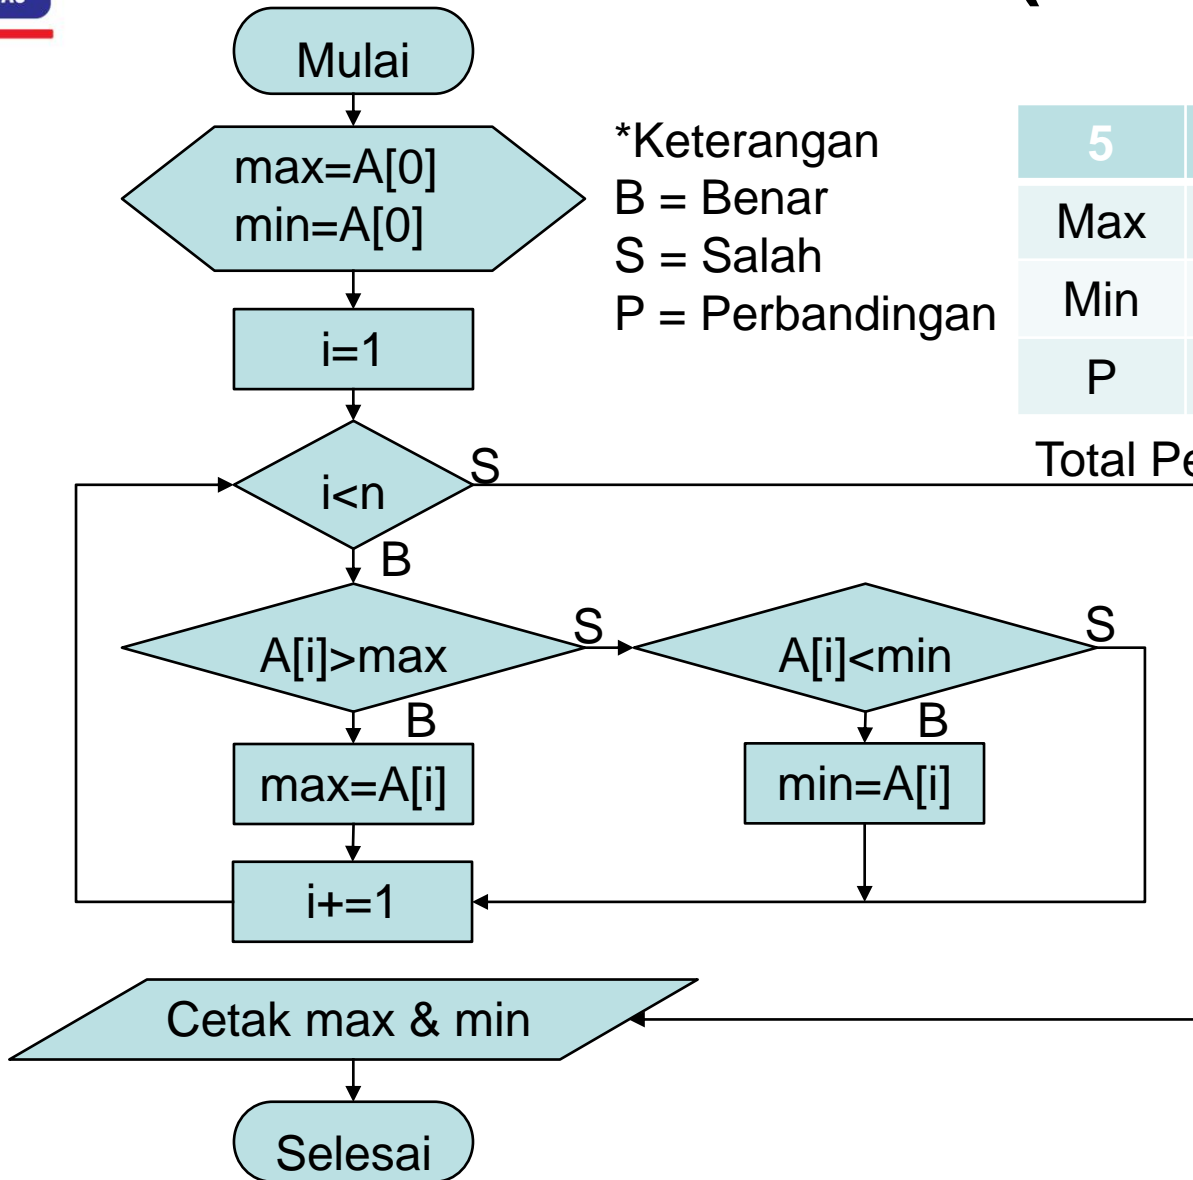 Mulai
max=A[0]
min=A[0]
*Keterangan
B = Benar
S = Salah
P = Perbandingan
5
Max
Min
P
Total
i=1
i<n
S
B
A[i]>max
S
A[i]<min
S
B
B
max=A[i]
min=A[i]
i+=1
Cetak max & min
Selesai